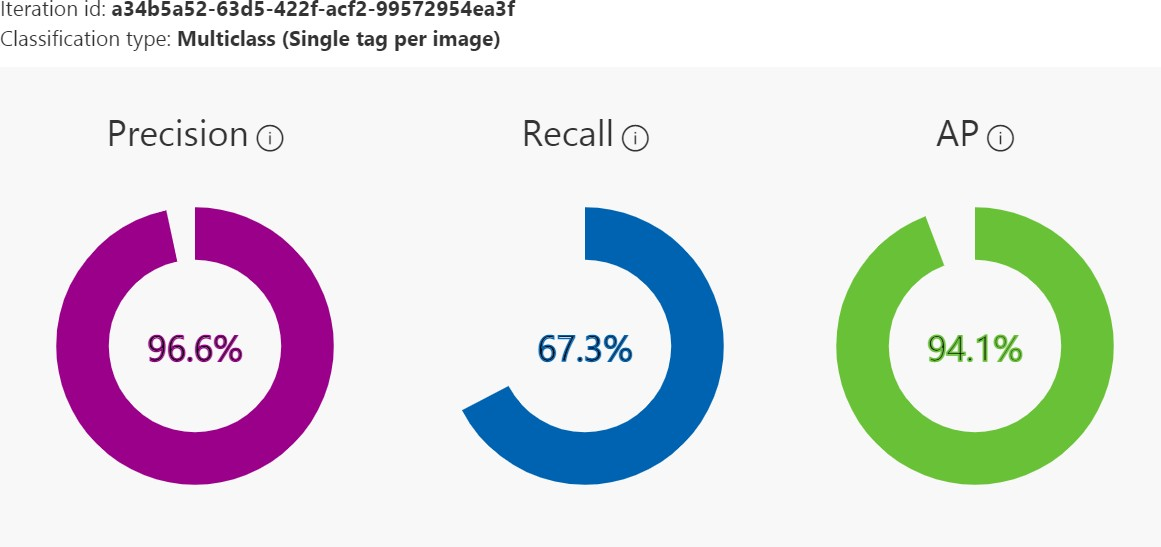 Iteration id: a34b5a52-63d5-422f-acf2-99572954ea3f
Classification type: Multiclass (Single tag per image)
Precision i Recall i AP i
96.6% 67.3% 94.1%